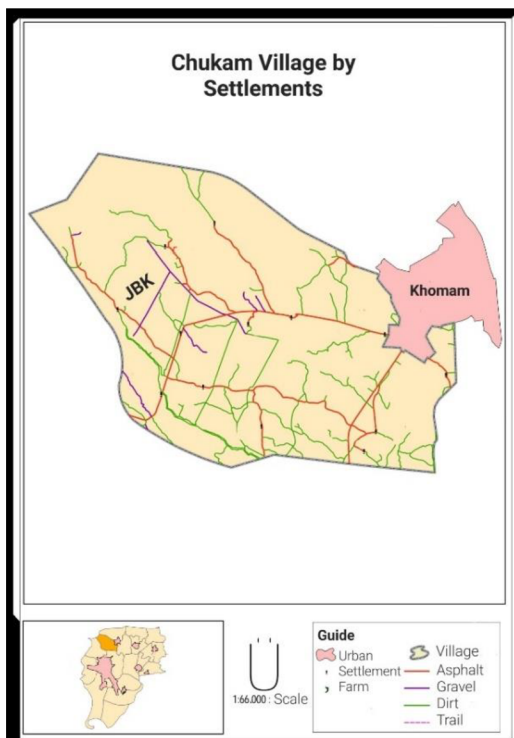 Chukam Village by
Settlements
Khomam
JBK
1:66.000 : Scale
Guide
Urban
Settlement
Farm
Village
Asphalt
Gravel
Dirt
Trail